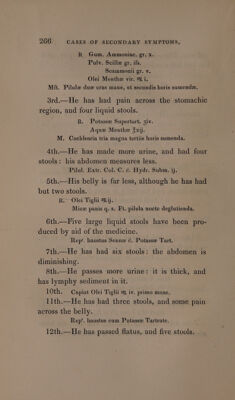 266 CASES OF SECONDARY SYMPTOMS,
R Gum. Ammoniac. gr. x.
Pulv. Scillæ gr. ifs.
Scammonii gr. v.
Olei Menthæ vir. ♏ i.
Mft. Pilulæ duæ cras mane, et secundis horis sumendæ.
3rd.—He has had pain across the stomachic
region, and four liquid stools.
R. Potassæ Supertart. ʒiv.
Aquæ Menthæ ℥xij.
M. Cochlearia tria magna tertiis horis sumenda.
4th.—He has made more urine, and had four
stools: his abdomen measures less.
Pilul. Extr. Col. C. c. Hydr. Subm. ij.
5th.—His belly is far less, although he has had
but two stools.
R. Olei Tiglii ♏ij.
Micæ panis q. s. Ft. pilula nocte deglutienda.
6th.—Five large liquid stools have been pro-
duced by aid of the medicine.
Repr. haustus Sennæ c. Potassæ Tart.
7th.—He has had six stools: the abdomen is
diminishing.
8th.—He passes more urine: it is thick, and
has lymphy sediment in it.
10th. Capiat Olei Tiglii ♏ iv. primo mane.
11th.—He has had three stools, and some pain
across the belly.
Repr. haustus cum Potassæ Tartrate.
12th.—He has passed flatus, and five stools.